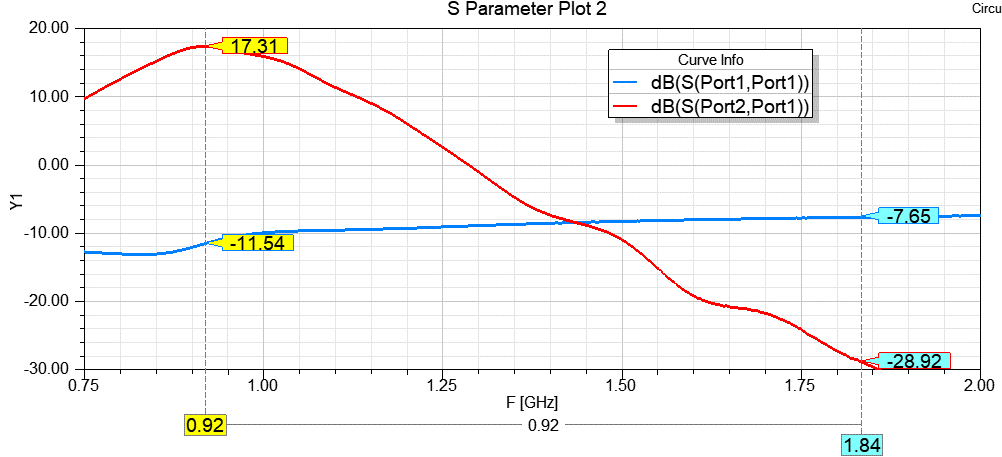 S Parameter Plot 2
Circu
20.00
17.31
Curve Info
dB(S(Port1,Port1))
dB(S(Port2,Port1))
10.00
0.00
Y1
-7.65
-10.00
-11.54
-20.00
-28.92
-30.00
0.75 1.00 1.25 1.50 1.75 2.00
F [GHz]
0.92 0.92
1.84